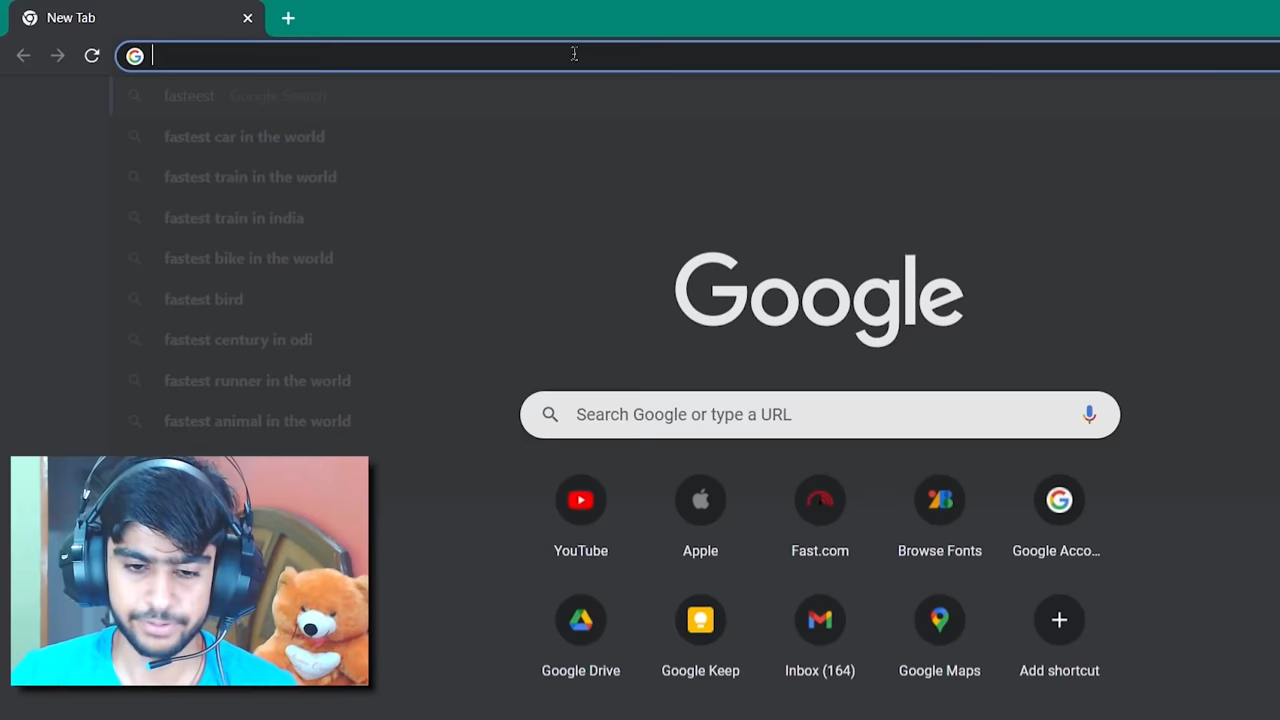 New Tab
fasteest Google Search
fastest car in the world
fastest train in the world
fastest train in india
fastest bike in the world
fastest bird
fastest century in odi
fastest runner in the world
fastest animal in the world
Google
Search Google or type a URL
YouTube Apple Fast.com Browse Fonts Google Acco...
Google Drive Google Keep Inbox (164) Google Maps Add shortcut